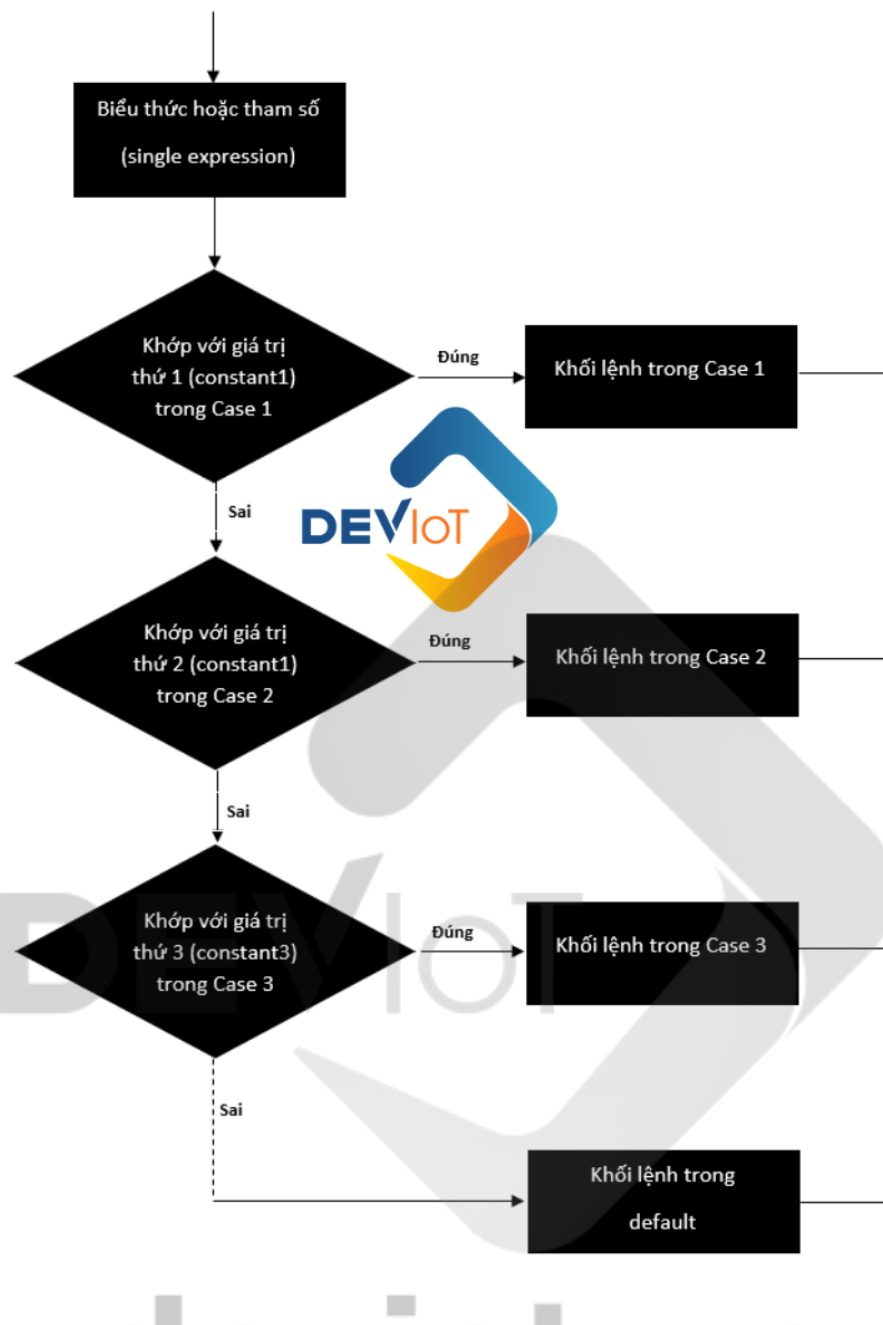 Biểu thức hoặc tham số
(single expression)
Khớp với giá trị
thứ 1 (constant1)
trong Case 1
Đúng
Khối lệnh trong Case 1
Sai
DEVIoT
Khớp với giá trị
thứ 2 (constant1)
trong Case 2
Đúng
Khối lệnh trong Case 2
Sai
DEVIoT
Khớp với giá trị
thứ 3 (constant3)
trong Case 3
Đúng
Khối lệnh trong Case 3
Sai
Khối lệnh trong
default